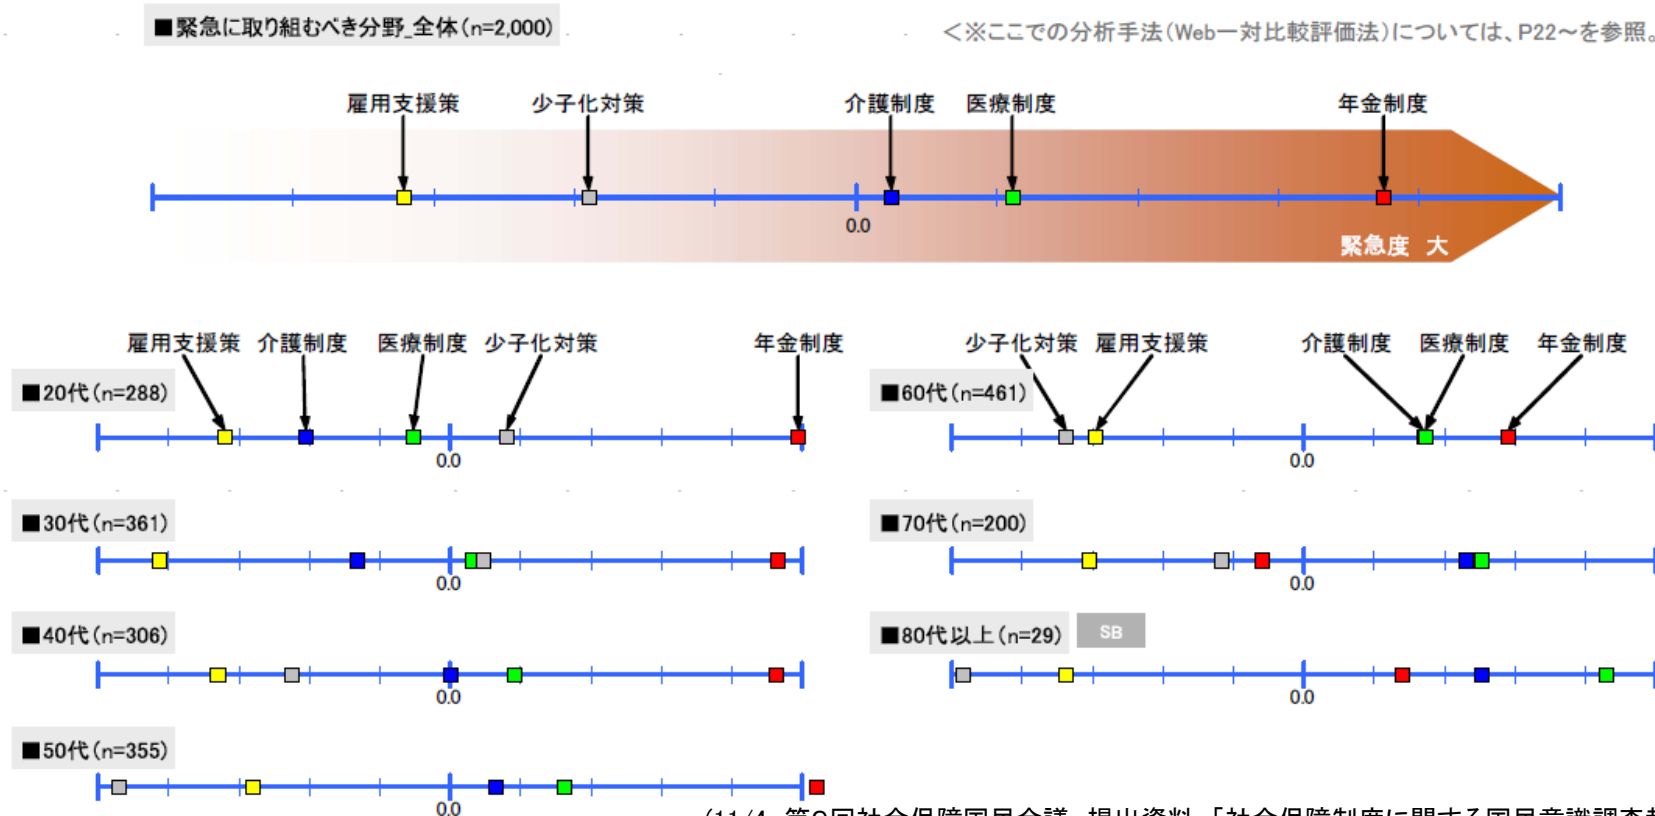 ■緊急に取り組むべき分野_全体(n=2,000)
＜※ここでの分析手法(Web一対比較評価法)については、P22～を参照。
雇用支援策 少子化対策 介護制度 医療制度 年金制度
0.0
緊急度 大
雇用支援策 介護制度 医療制度 少子化対策 年金制度
■20代(n=288)
0.0
■30代(n=361)
0.0
■40代(n=306)
0.0
■50代(n=355)
0.0
少子化対策 雇用支援策 介護制度 医療制度 年金制度
■60代(n=461)
0.0
■70代(n=200)
0.0
■80代以上(n=29) SB
0.0